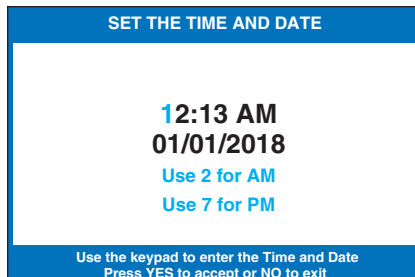 SET THE TIME AND DATE
12:13 AM
01/01/2018
Use 2 for AM
Use 7 for PM
Use the keypad to enter the Time and Date
Press YES to accept or NO to exit